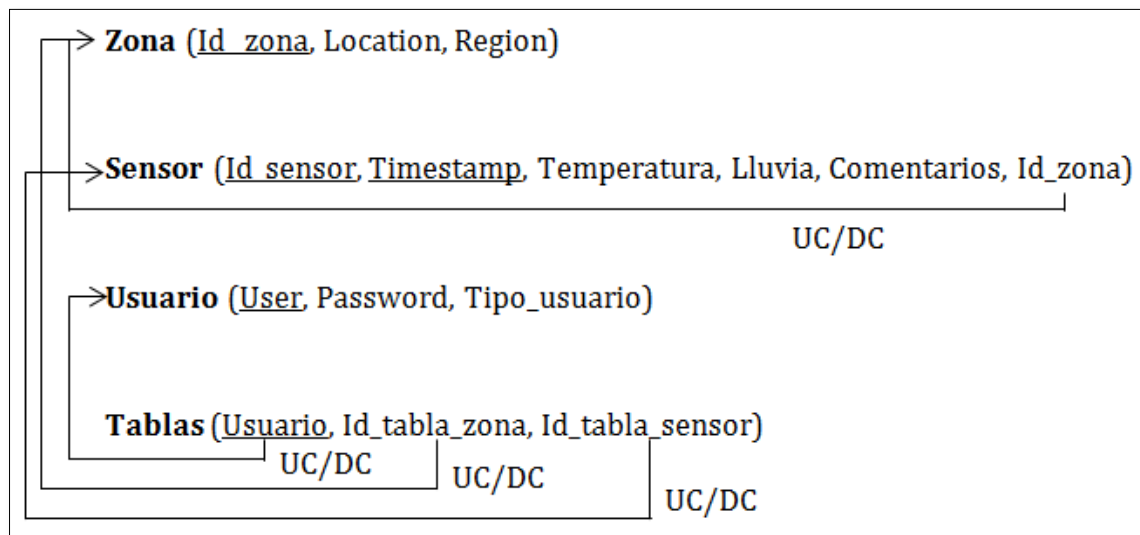 Zona (Id_zona, Location, Region)
Sensor (Id_sensor, Timestamp, Temperatura, Lluvia, Comentarios, Id_zona)
UC/DC
Usuario (User, Password, Tipo_usuario)
Tablas (Usuario, Id_tabla_zona, Id_tabla_sensor)
UC/DC
UC/DC
UC/DC